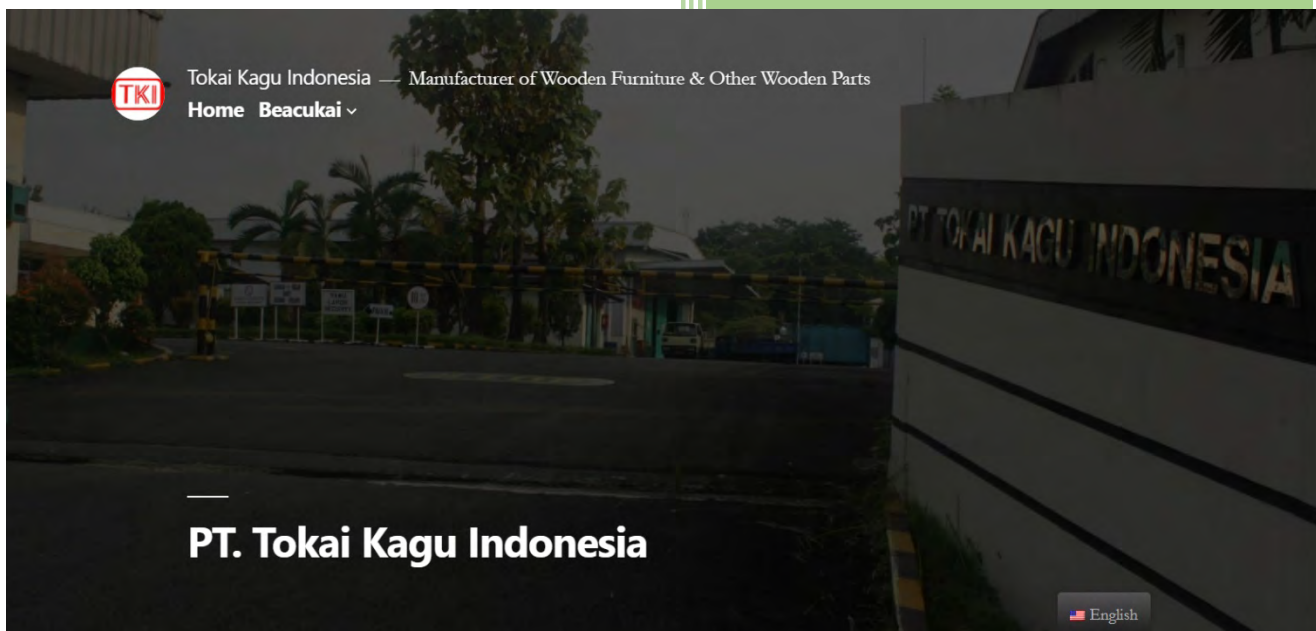 TKI
Tokai Kagu Indonesia — Manufacturer of Wooden Furniture & Other Wooden Parts
Home Beacukai
PT TOKAI KAGU INDONESIA
PT. Tokai Kagu Indonesia
English